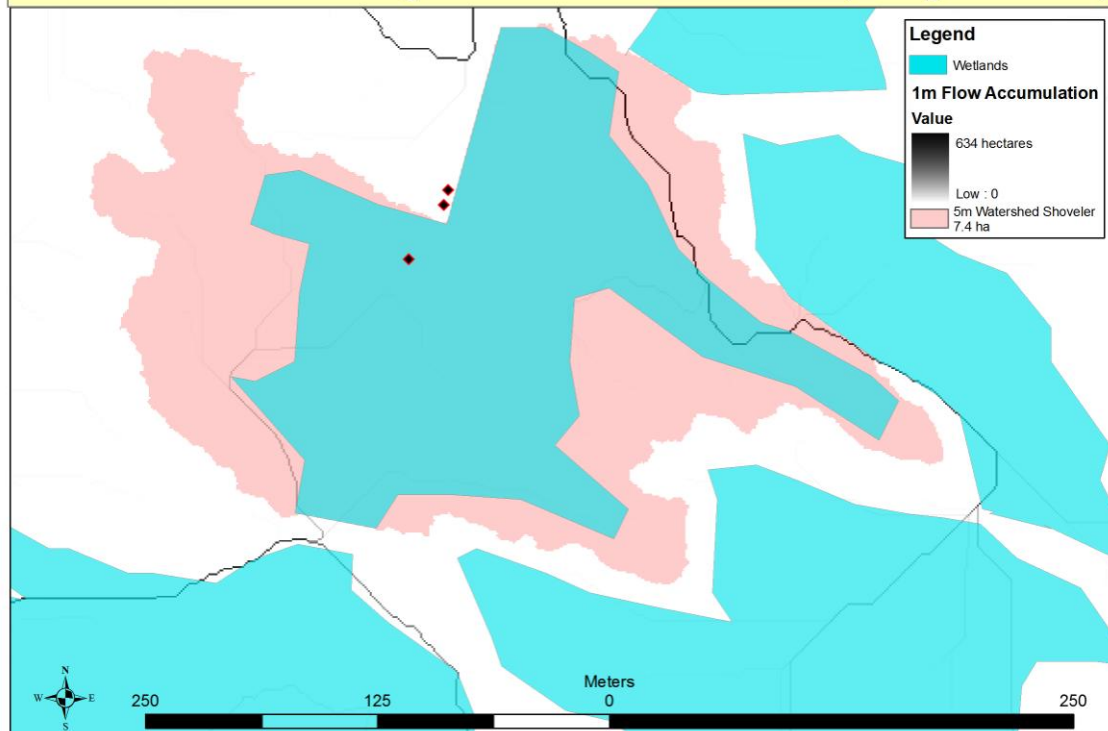 Legend
Wetlands
1m Flow Accumulation
Value
634 hectares
Low : 0
5m Watershed Shoveler
7.4 ha
N
W E
S
Meters
250 125 0 250